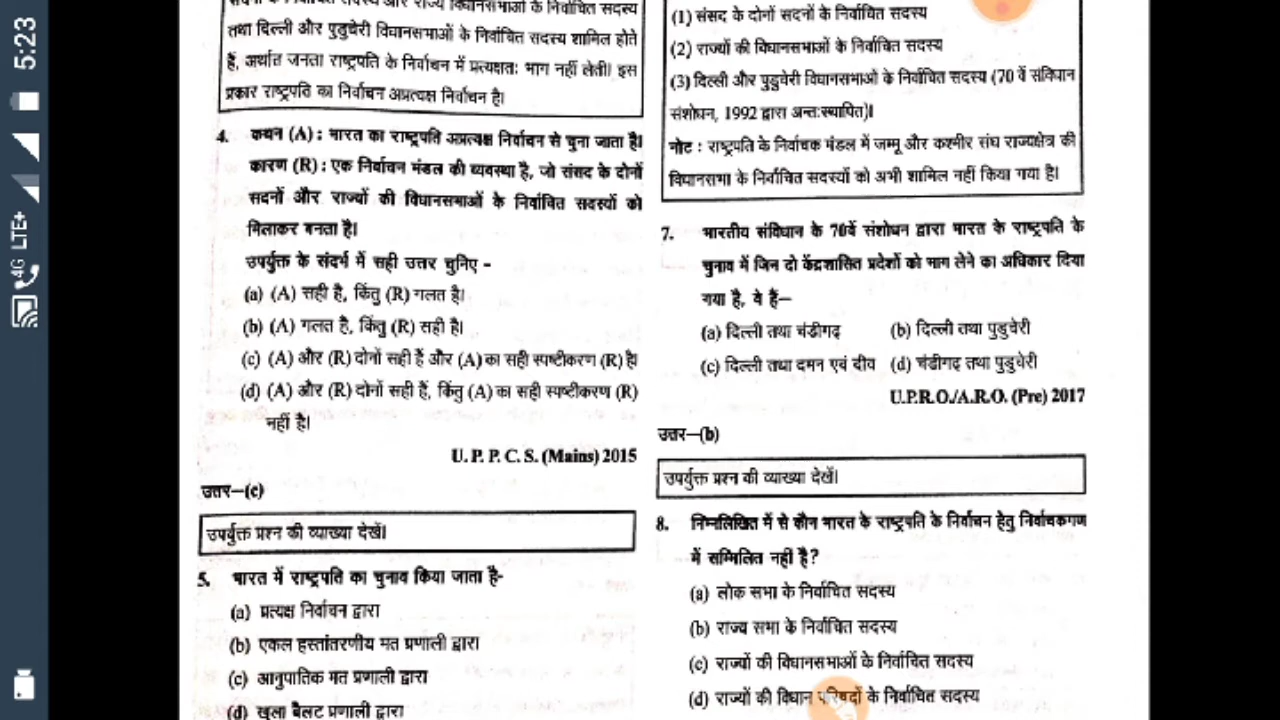 5:23
4G LTE+
तथा दिल्ली और पुडुचेरी विधानसभाओं के निर्वाचित सदस्य शामिल होते
हैं, अर्थात जनता राष्ट्रपति के निर्वाचन में प्रत्यक्षतः भाग नहीं लेती। इस
प्रकार राष्ट्रपति का निर्वाचन अप्रत्यक्ष निर्वाचन है।
4. कथन (A) : भारत का राष्ट्रपति अप्रत्यक्ष निर्वाचन से चुना जाता है।
कारण (R) : एक निर्वाचन मंडल की व्यवस्था है, जो संसद के दोनों
सदनों और राज्यों की विधानसभाओं के निर्वाचित सदस्यों को
मिलाकर बनता है।
उपर्युक्त के संदर्भ में सही उत्तर चुनिए -
(a) (A) सही है, किंतु (R) गलत है।
(b) (A) गलत है, किंतु (R) सही है।
(c) (A) और (R) दोनों सही हैं और (A) का सही स्पष्टीकरण (R) है।
(d) (A) और (R) दोनों सही हैं, किंतु (A) का सही स्पष्टीकरण (R)
नहीं है।
U. P. P. C. S. (Mains) 2015
उत्तर–(c)
उपर्युक्त प्रश्न की व्याख्या देखें।
5. भारत में राष्ट्रपति का चुनाव किया जाता है-
(a) प्रत्यक्ष निर्वाचन द्वारा
(b) एकल हस्तांतरणीय मत प्रणाली द्वारा
(c) आनुपातिक मत प्रणाली द्वारा
(d) खुला बैलट प्रणाली द्वारा
(1) संसद के दोनों सदनों के निर्वाचित सदस्य
(2) राज्यों की विधानसभाओं के निर्वाचित सदस्य
(3) दिल्ली और पुडुचेरी विधानसभाओं के निर्वाचित सदस्य (70 वें संविधान
संशोधन, 1992 द्वारा अन्तःस्थापित)।
नोट : राष्ट्रपति के निर्वाचक मंडल में जम्मू और कश्मीर संघ राज्यक्षेत्र की
विधानसभा के निर्वाचित सदस्यों को अभी शामिल नहीं किया गया है।
7. भारतीय संविधान के 70वें संशोधन द्वारा भारत के राष्ट्रपति के
चुनाव में जिन दो केंद्रशासित प्रदेशों को भाग लेने का अधिकार दिया
गया है, वे हैं–
(a) दिल्ली तथा चंडीगढ़ (b) दिल्ली तथा पुडुचेरी
(c) दिल्ली तथा दमन एवं दीव (d) चंडीगढ़ तथा पुडुचेरी
U.P.R.O./A.R.O. (Pre) 2017
उत्तर–(b)
उपर्युक्त प्रश्न की व्याख्या देखें।
8. निम्नलिखित में से कौन भारत के राष्ट्रपति के निर्वाचन हेतु निर्वाचकगण
में सम्मिलित नहीं है?
(a) लोक सभा के निर्वाचित सदस्य
(b) राज्य सभा के निर्वाचित सदस्य
(c) राज्यों की विधानसभाओं के निर्वाचित सदस्य
(d) राज्यों की विधान परिषदों के निर्वाचित सदस्य